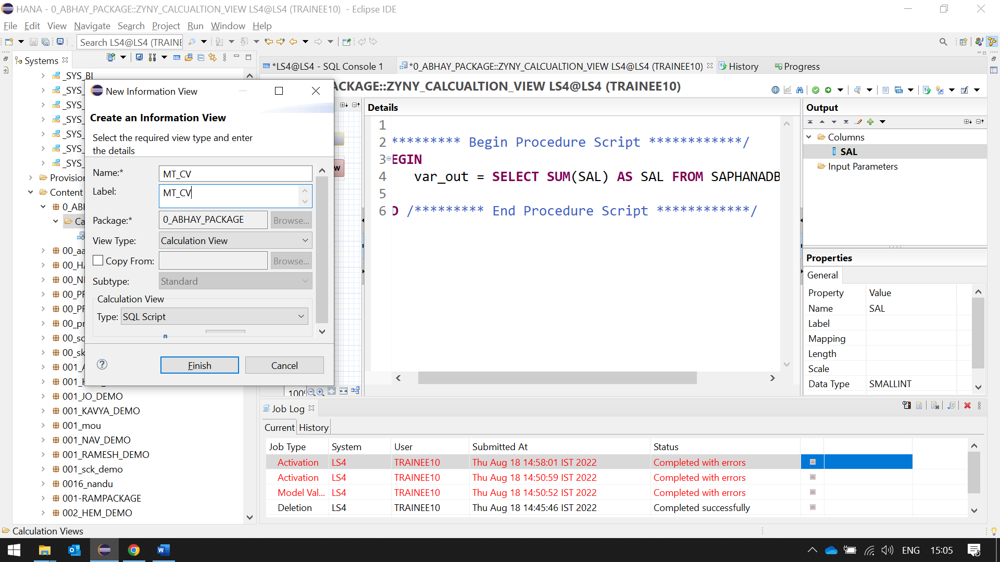 HANA - 0_ABHAY_PACKAGE::ZYNY_CALCUALTION_VIEW LS4@LS4 (TRAINEE10) - Eclipse IDE
File Edit View Navigate Search Project Run Window Help
Search LS4@LS4 (TRAINE
Systems
_SYS_BI
_SYS_
_SYS_
_SYS_
_SYS_
_SYS_
_SYS_
Provision
Content
0_ABH
Ca
00_aa
00_HA
00_NI
00_PF
00_PF
00_pr
00_sc
00_sk
001_A
001_H
001_JO_DEMO
001_KAVYA_DEMO
001_mou
001_NAV_DEMO
001_RAMESH_DEMO
001_sck_demo
0016_nandu
001-RAMPACKAGE
002_HEM_DEMO
New Information View
Create an Information View
Select the required view type and enter
the details
Name:* MT_CV
Label: MT_CV
Package:* 0_ABHAY_PACKAGE Browse...
View Type: Calculation View
Copy From: Browse...
Subtype: Standard
Calculation View
Type: SQL Script
Finish Cancel
*LS4@LS4 - SQL Console 1
*0_ABHAY_PACKAGE::ZYNY_CALCUALTION_VIEW LS4@LS4 (TRAINEE10)
History
Progress
ACKAGE::ZYNY_CALCUALTION_VIEW LS4@LS4 (TRAINEE10)
Details
1
2 ********* Begin Procedure Script ************/
3 EGIN
4 var_out = SELECT SUM(SAL) AS SAL FROM SAPHANADB
5
6 D /********* End Procedure Script ************/
w
100%
Output
Columns
SAL
Input Parameters
Properties
General
Property Value
Name SAL
Label
Mapping
Length
Scale
Data Type SMALLINT
Job Log
Current History
Job Type System User Submitted At Status
Activation LS4 TRAINEE10 Thu Aug 18 14:58:01 IST 2022 Completed with errors
Activation LS4 TRAINEE10 Thu Aug 18 14:50:59 IST 2022 Completed with errors
Model Val... LS4 TRAINEE10 Thu Aug 18 14:50:52 IST 2022 Completed with errors
Deletion LS4 TRAINEE10 Thu Aug 18 14:45:46 IST 2022 Completed successfully
Calculation Views
ENG 15:05